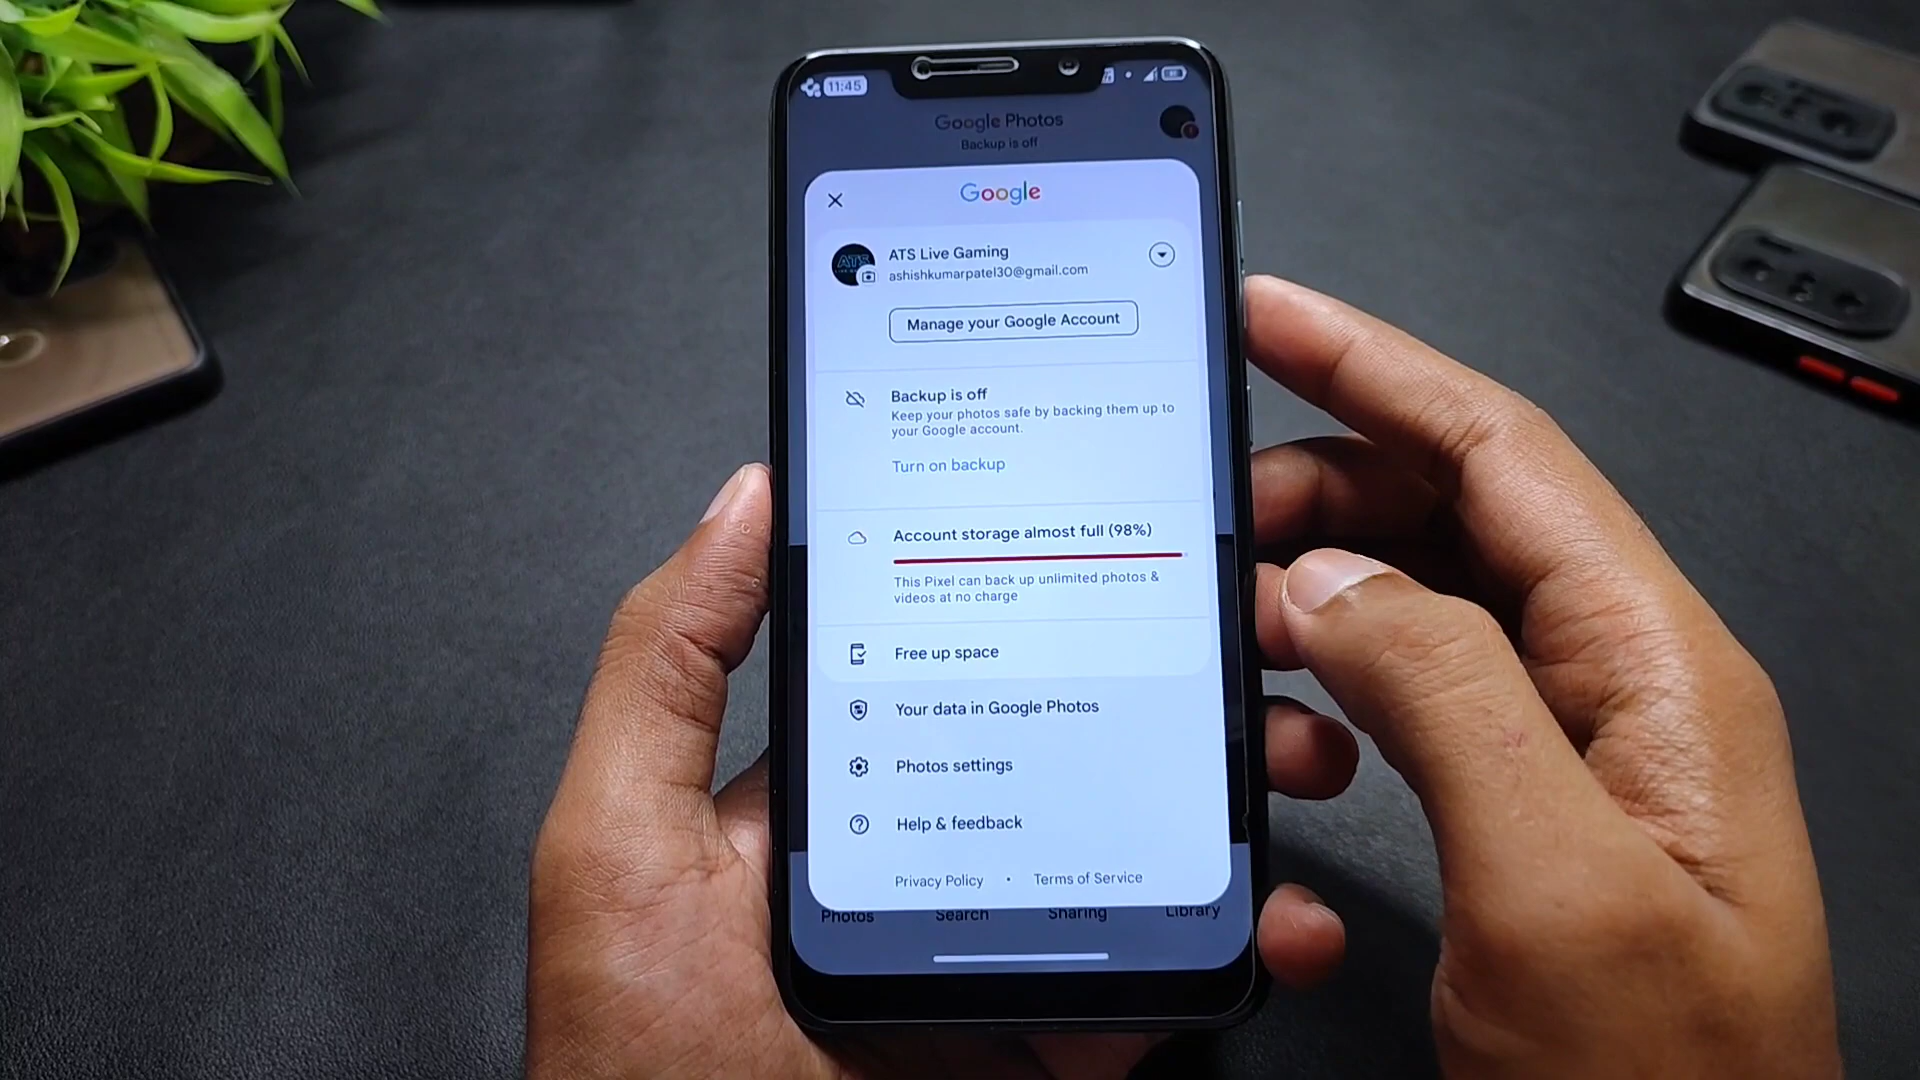 11:45
Google Photos
Backup is off
Google
ATS
ATS Live Gaming
ashishkumarpatel30@gmail.com
Manage your Google Account
Backup is off
Keep your photos safe by backing them up to
your Google account.
Turn on backup
Account storage almost full (98%)
This Pixel can back up unlimited photos &
videos at no charge
Free up space
Your data in Google Photos
Photos settings
Help & feedback
Privacy Policy • Terms of Service
Photos Search Sharing Library